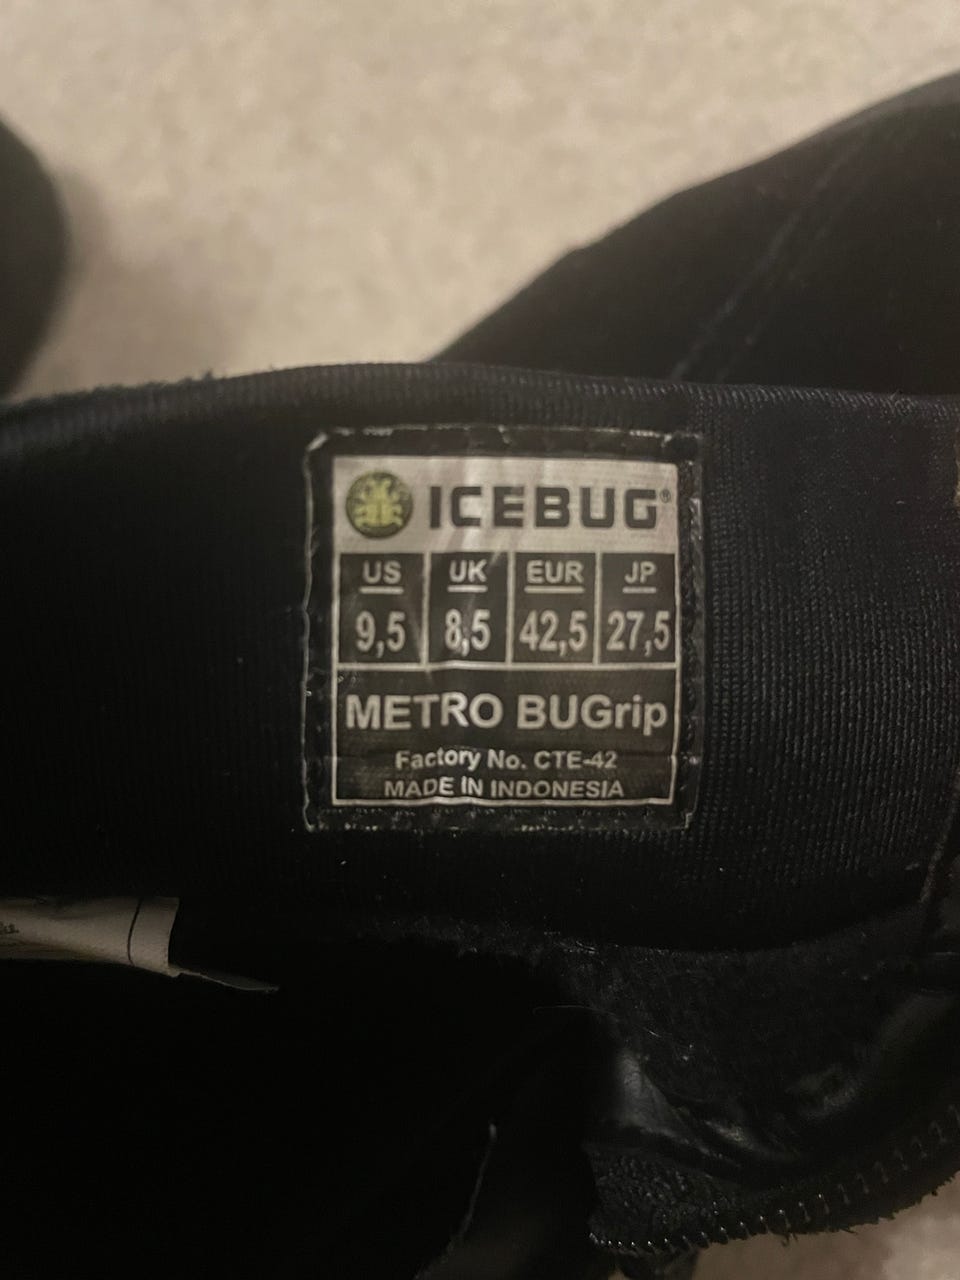 ICEBUG®
US UK EUR JP
9,5 8,5 42,5 27,5
METRO BUGrip
Factory No. CTE-42
MADE IN INDONESIA